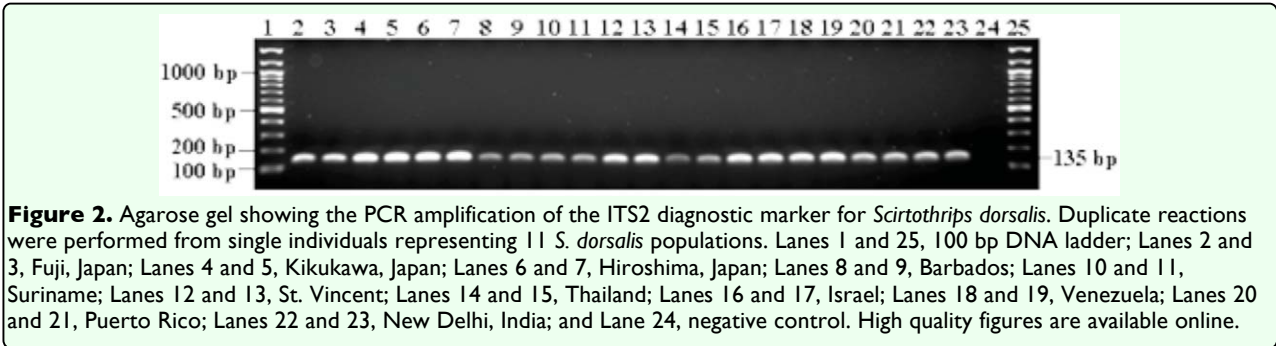 1 2 3 4 5 6 7 8 9 10 11 12 13 14 15 16 17 18 19 20 21 22 23 24 25
1000 bp
500 bp
200 bp
135 bp
100 bp
Figure 2. Agarose gel showing the PCR amplification of the ITS2 diagnostic marker for Scirtothrips dorsalis. Duplicate reactions
were performed from single individuals representing 11 S. dorsalis populations. Lanes 1 and 25, 100 bp DNA ladder; Lanes 2 and
3, Fuji, Japan; Lanes 4 and 5, Kikukawa, Japan; Lanes 6 and 7, Hiroshima, Japan; Lanes 8 and 9, Barbados; Lanes 10 and 11,
Suriname; Lanes 12 and 13, St. Vincent; Lanes 14 and 15, Thailand; Lanes 16 and 17, Israel; Lanes 18 and 19, Venezuela; Lanes 20
and 21, Puerto Rico; Lanes 22 and 23, New Delhi, India; and Lane 24, negative control. High quality figures are available online.